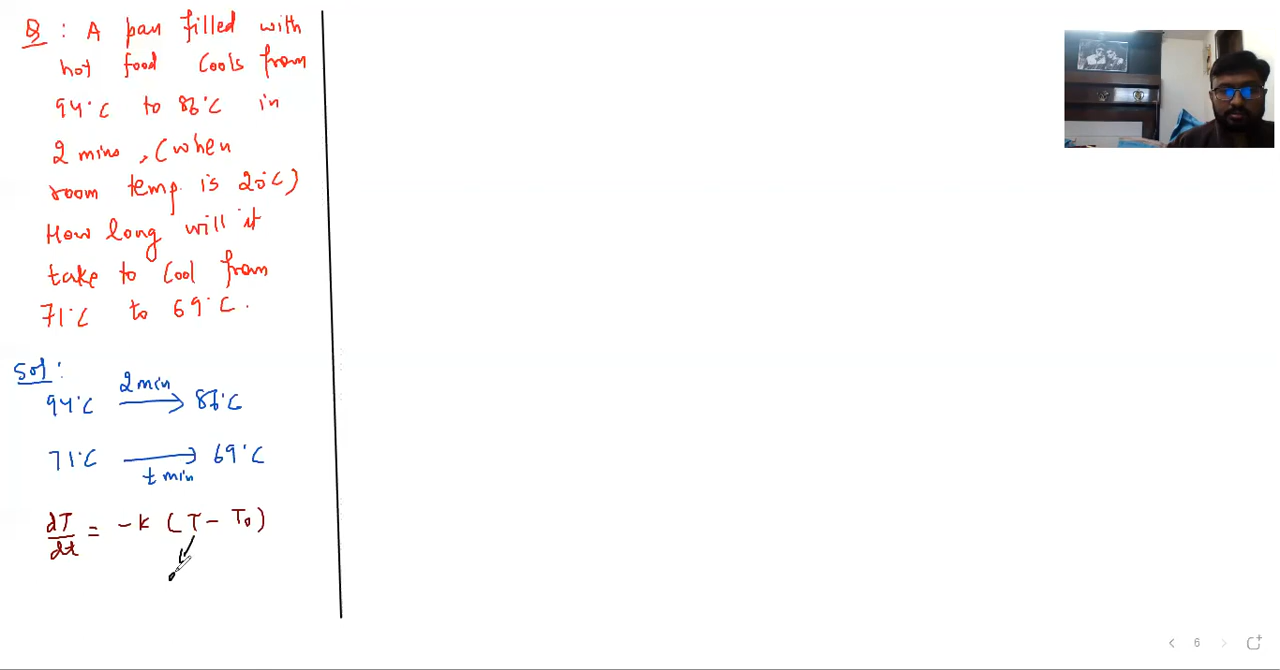 Q : A pan filled with
hot food cools from
94°C to 86°C in
2 mins , (when
room temp. is 20°C)
How long will it
take to cool from
71°C to 69°C .
Sol :
94°C 2 min → 86°C
71°C → 69°C
t min
dT/dt = -k (T - T₀)
6